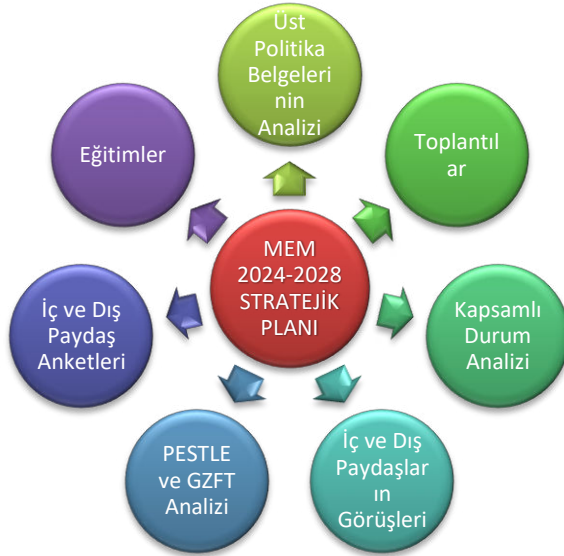 Üst
Politika
Belgeleri
nin
Analizi
Toplantıl
ar
Kapsamlı
Durum
Analizi
İç ve Dış
Paydaşlar
ın
Görüşleri
PESTLE
ve GZFT
Analizi
İç ve Dış
Paydaş
Anketleri
Eğitimler
MEM
2024-2028
STRATEJİK
PLANI